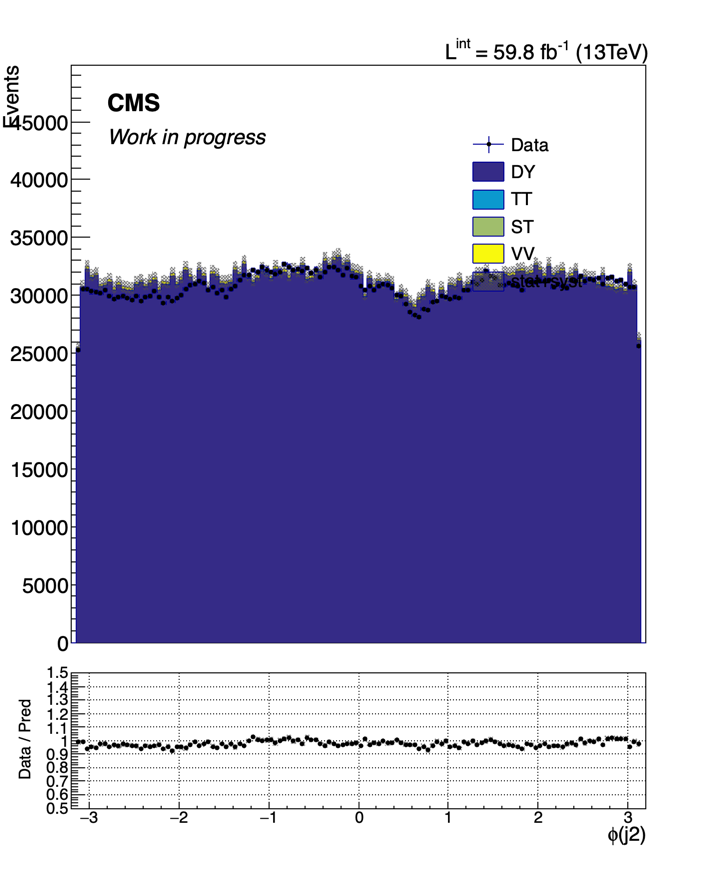 L^int = 59.8 fb^-1 (13TeV)
Events
CMS
Work in progress
Data
DY
TT
ST
VV
stat+syst
45000
40000
35000
30000
25000
20000
15000
10000
5000
0
Data / Pred
1.5
1.4
1.3
1.2
1.1
1
0.9
0.8
0.7
0.6
0.5
−3 −2 −1 0 1 2 3
ϕ(j2)